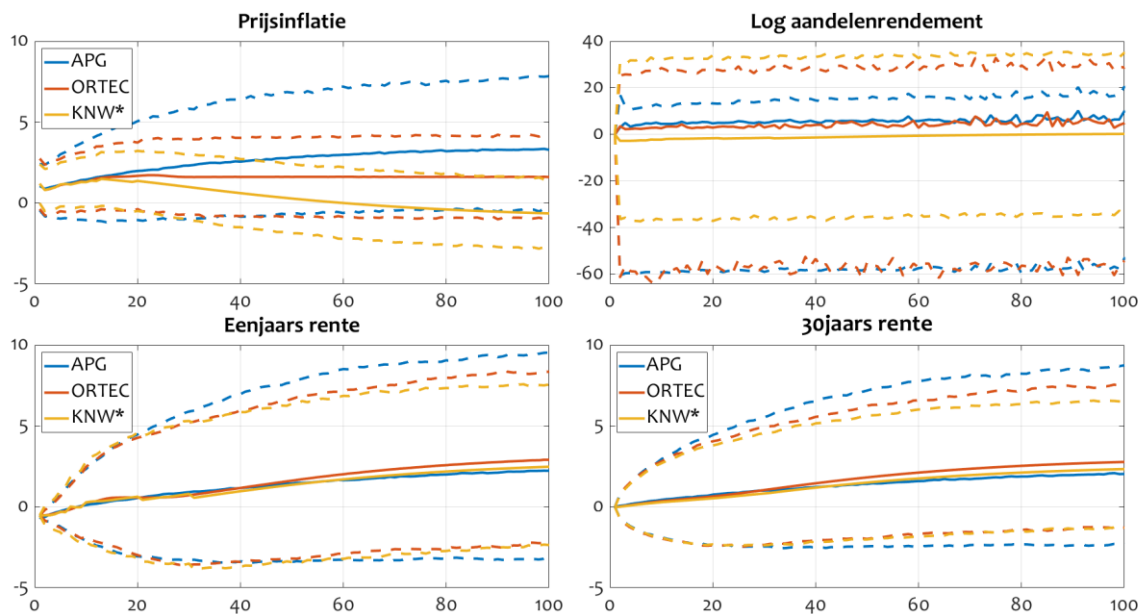 Prijsinflatie
10
5
0
-5
APG
ORTEC
KNW*
0 20 40 60 80 100
Log aandelenrendement
40
20
0
-20
-40
-60
0 20 40 60 80 100
Eenjaars rente
10
5
0
-5
APG
ORTEC
KNW*
0 20 40 60 80 100
30jaars rente
10
5
0
-5
APG
ORTEC
KNW*
0 20 40 60 80 100